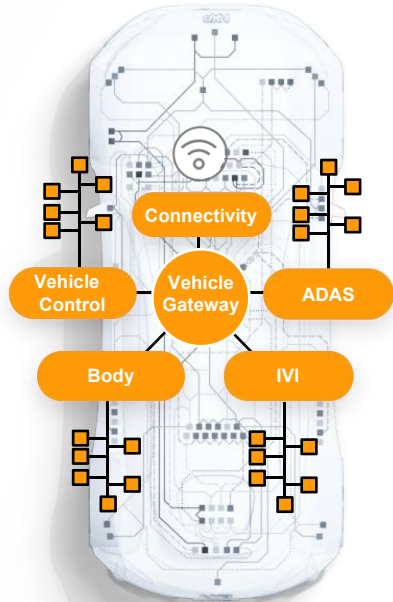 Connectivity
Vehicle
Control
Vehicle
Gateway
ADAS
Body
IVI